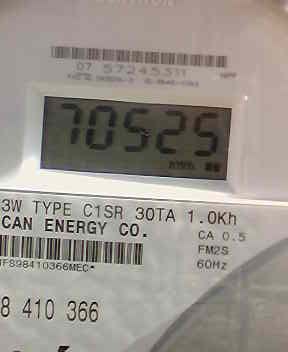 07 57245311
70525
3W TYPE C1SR 30TA 1.0Kh
CAN ENERGY CO.
CA 0.5
FM2S
60Hz
8 410 366